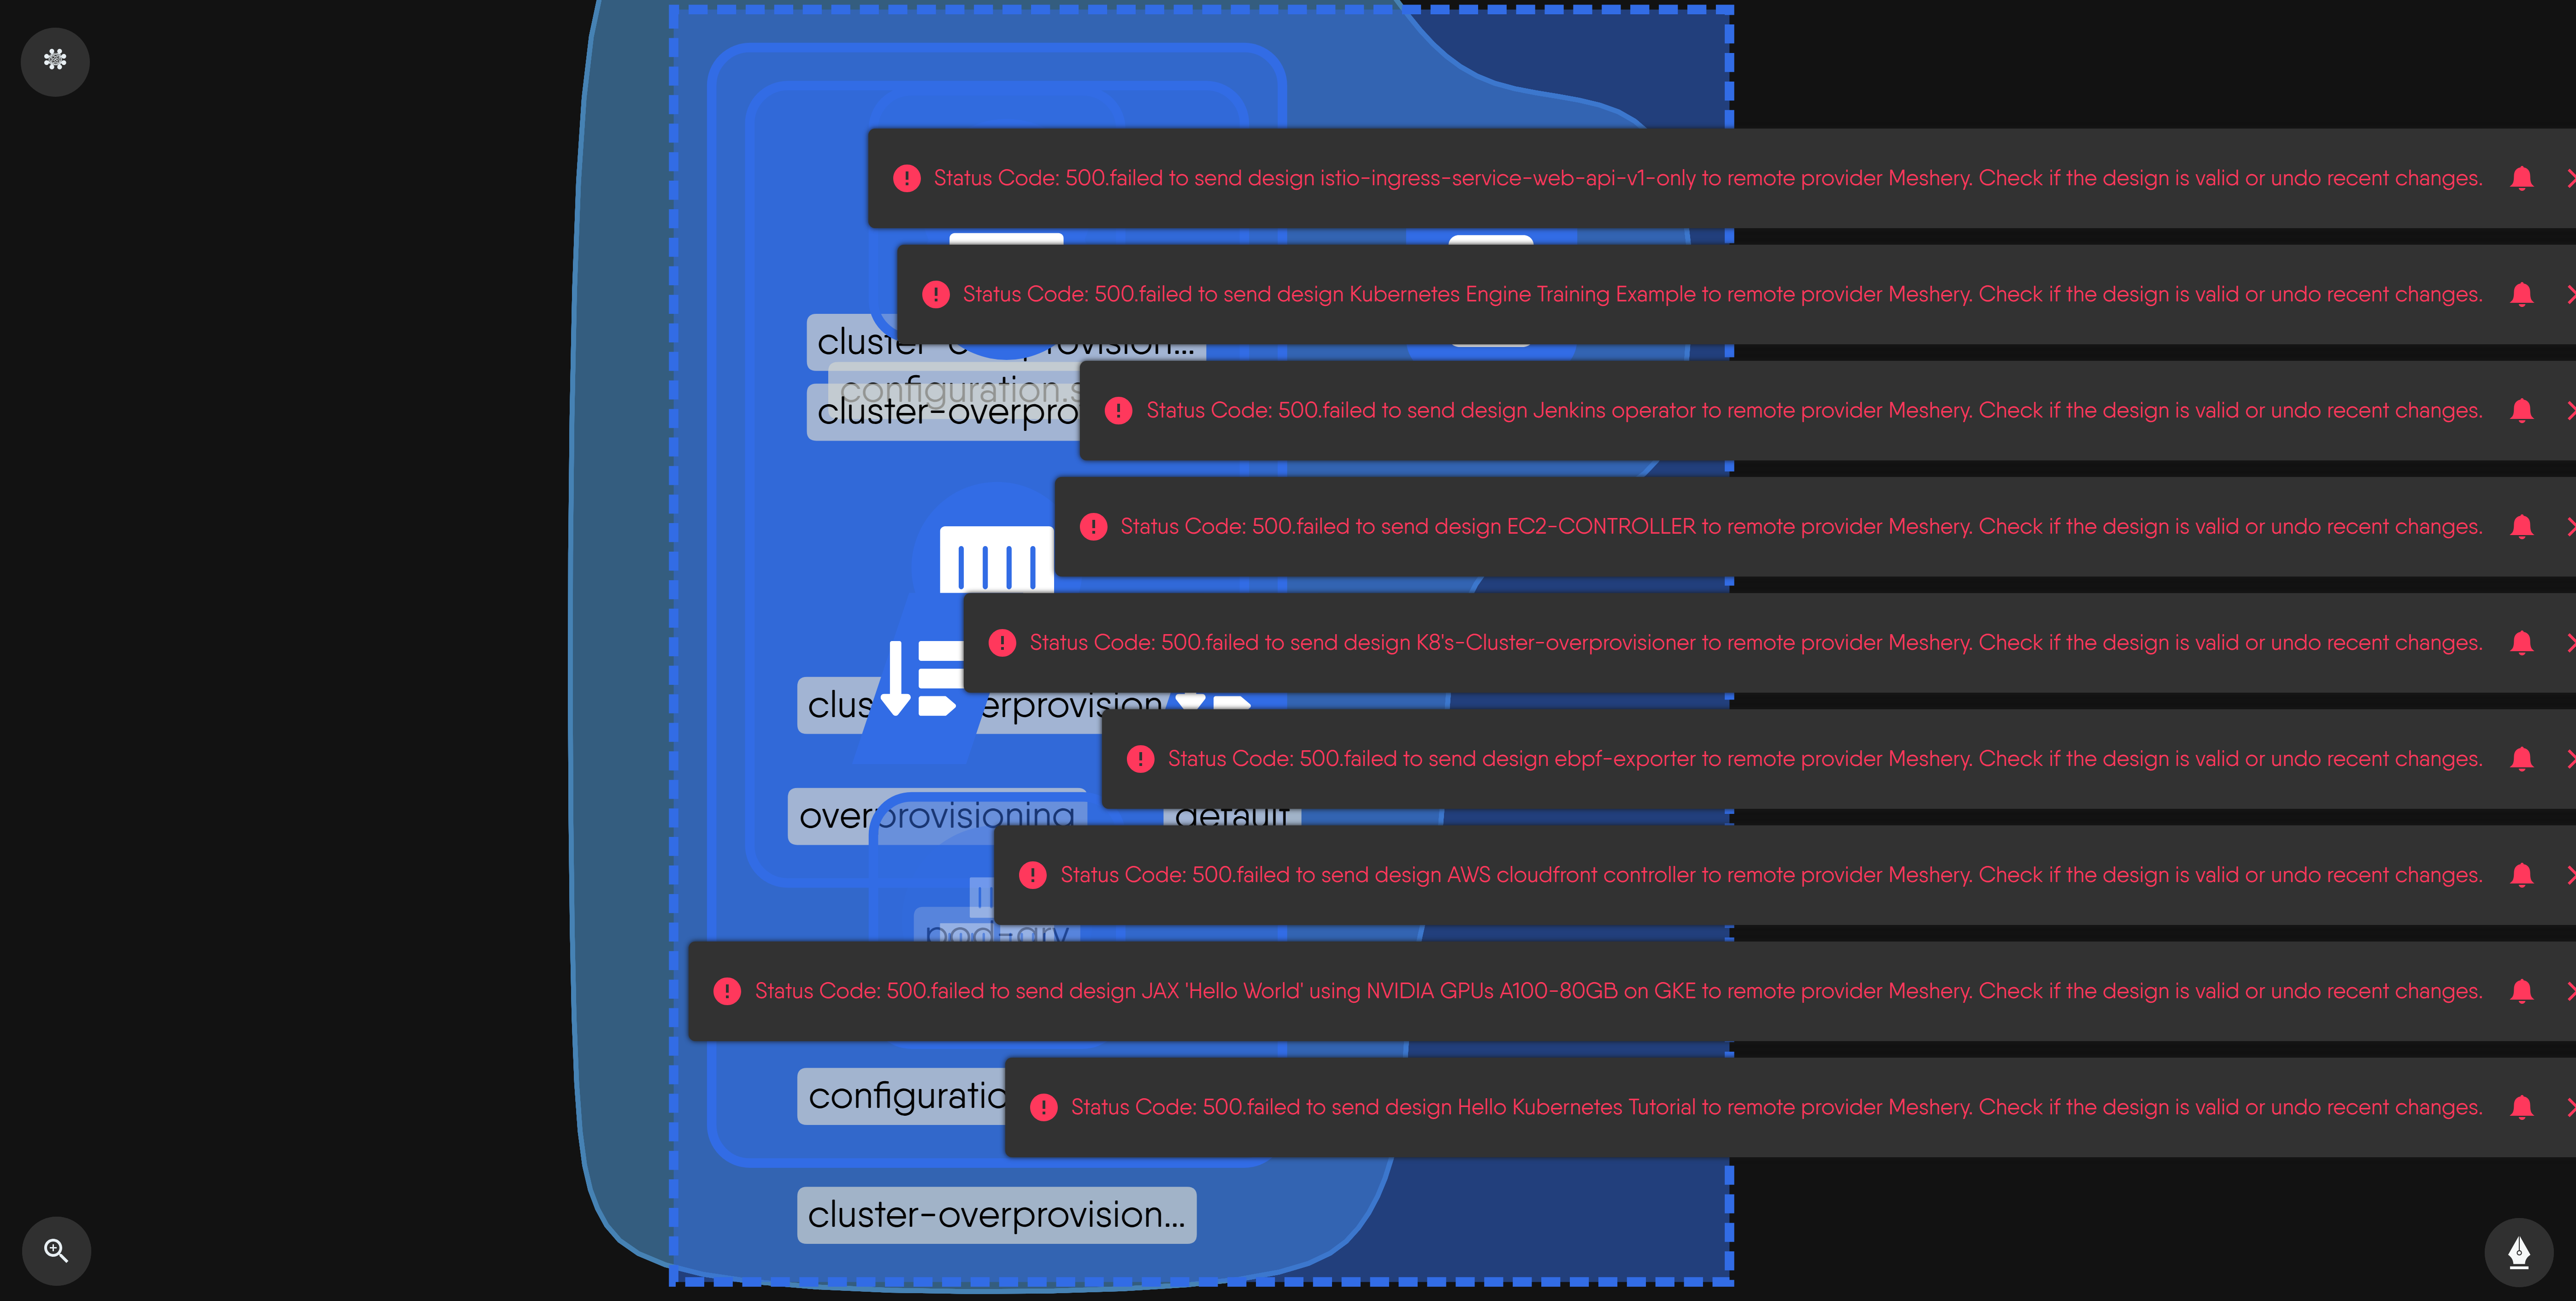 Status Code: 500.failed to send design istio-ingress-service-web-api-v1-only to remote provider Meshery. Check if the design is valid or undo recent changes.
Status Code: 500.failed to send design Kubernetes Engine Training Example to remote provider Meshery. Check if the design is valid or undo recent changes.
cluster-overprovision...
configuration.s
cluster-overpro
Status Code: 500.failed to send design Jenkins operator to remote provider Meshery. Check if the design is valid or undo recent changes.
Status Code: 500.failed to send design EC2-CONTROLLER to remote provider Meshery. Check if the design is valid or undo recent changes.
Status Code: 500.failed to send design K8's-Cluster-overprovisioner to remote provider Meshery. Check if the design is valid or undo recent changes.
clus erprovision
Status Code: 500.failed to send design ebpf-exporter to remote provider Meshery. Check if the design is valid or undo recent changes.
overprovisioning default
Status Code: 500.failed to send design AWS cloudfront controller to remote provider Meshery. Check if the design is valid or undo recent changes.
Status Code: 500.failed to send design JAX 'Hello World' using NVIDIA GPUs A100-80GB on GKE to remote provider Meshery. Check if the design is valid or undo recent changes.
configuratio
Status Code: 500.failed to send design Hello Kubernetes Tutorial to remote provider Meshery. Check if the design is valid or undo recent changes.
cluster-overprovision...